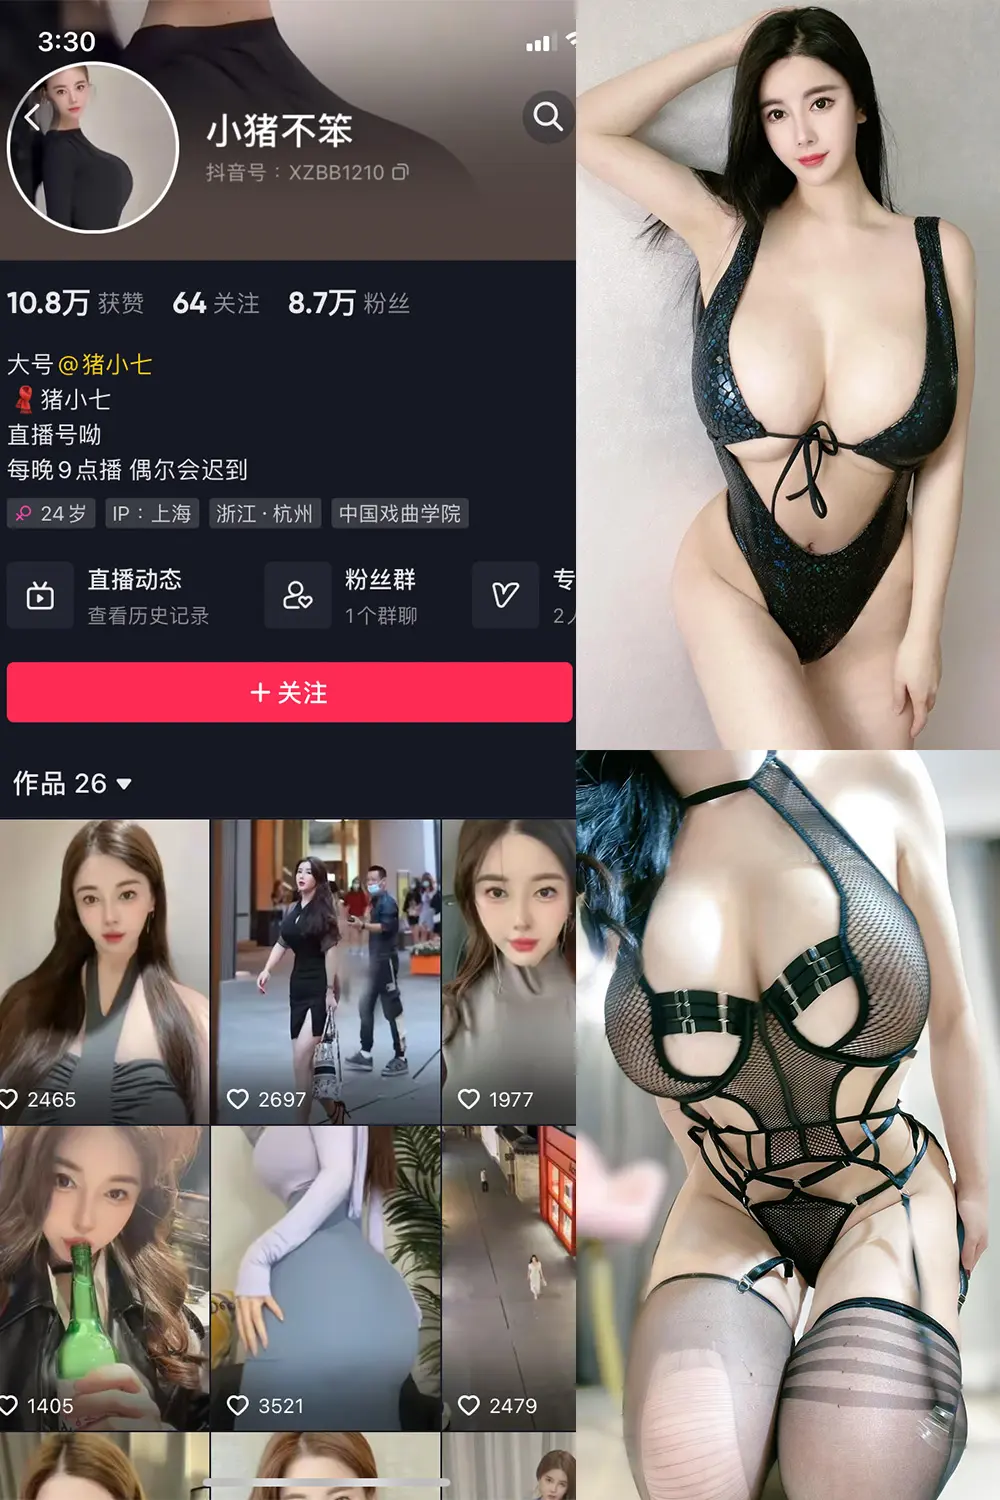 3:30
小猪不笨
抖音号：XZBB1210
10.8万 获赞 64 关注 8.7万 粉丝
大号@猪小七
猪小七
直播号呦
每晚9点播 偶尔会迟到
24岁 IP：上海 浙江·杭州 中国戏曲学院
直播动态 粉丝群 专
查看历史记录 1个群聊 2
+ 关注
作品 26
2465 2697 1977
1405 3521 2479